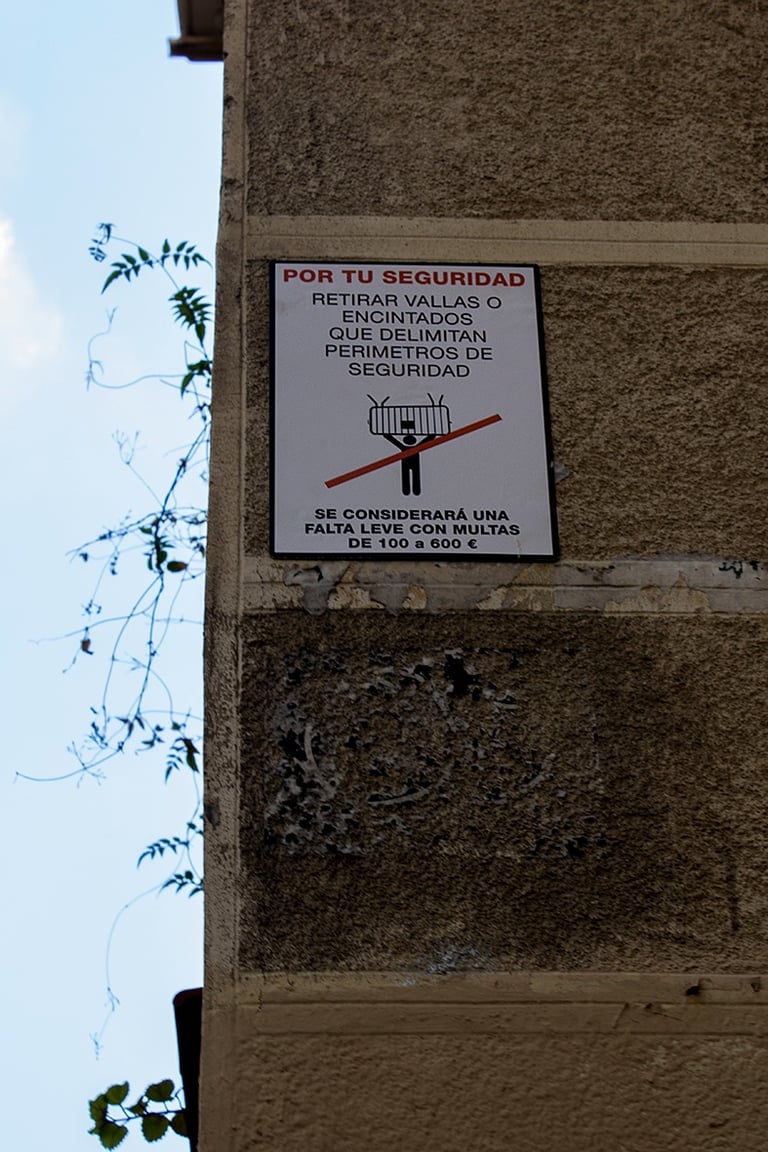 POR TU SEGURIDAD
RETIRAR VALLAS O
ENCINTADOS
QUE DELIMITAN
PERIMETROS DE
SEGURIDAD
SE CONSIDERARÁ UNA
FALTA LEVE CON MULTAS
DE 100 a 600 €